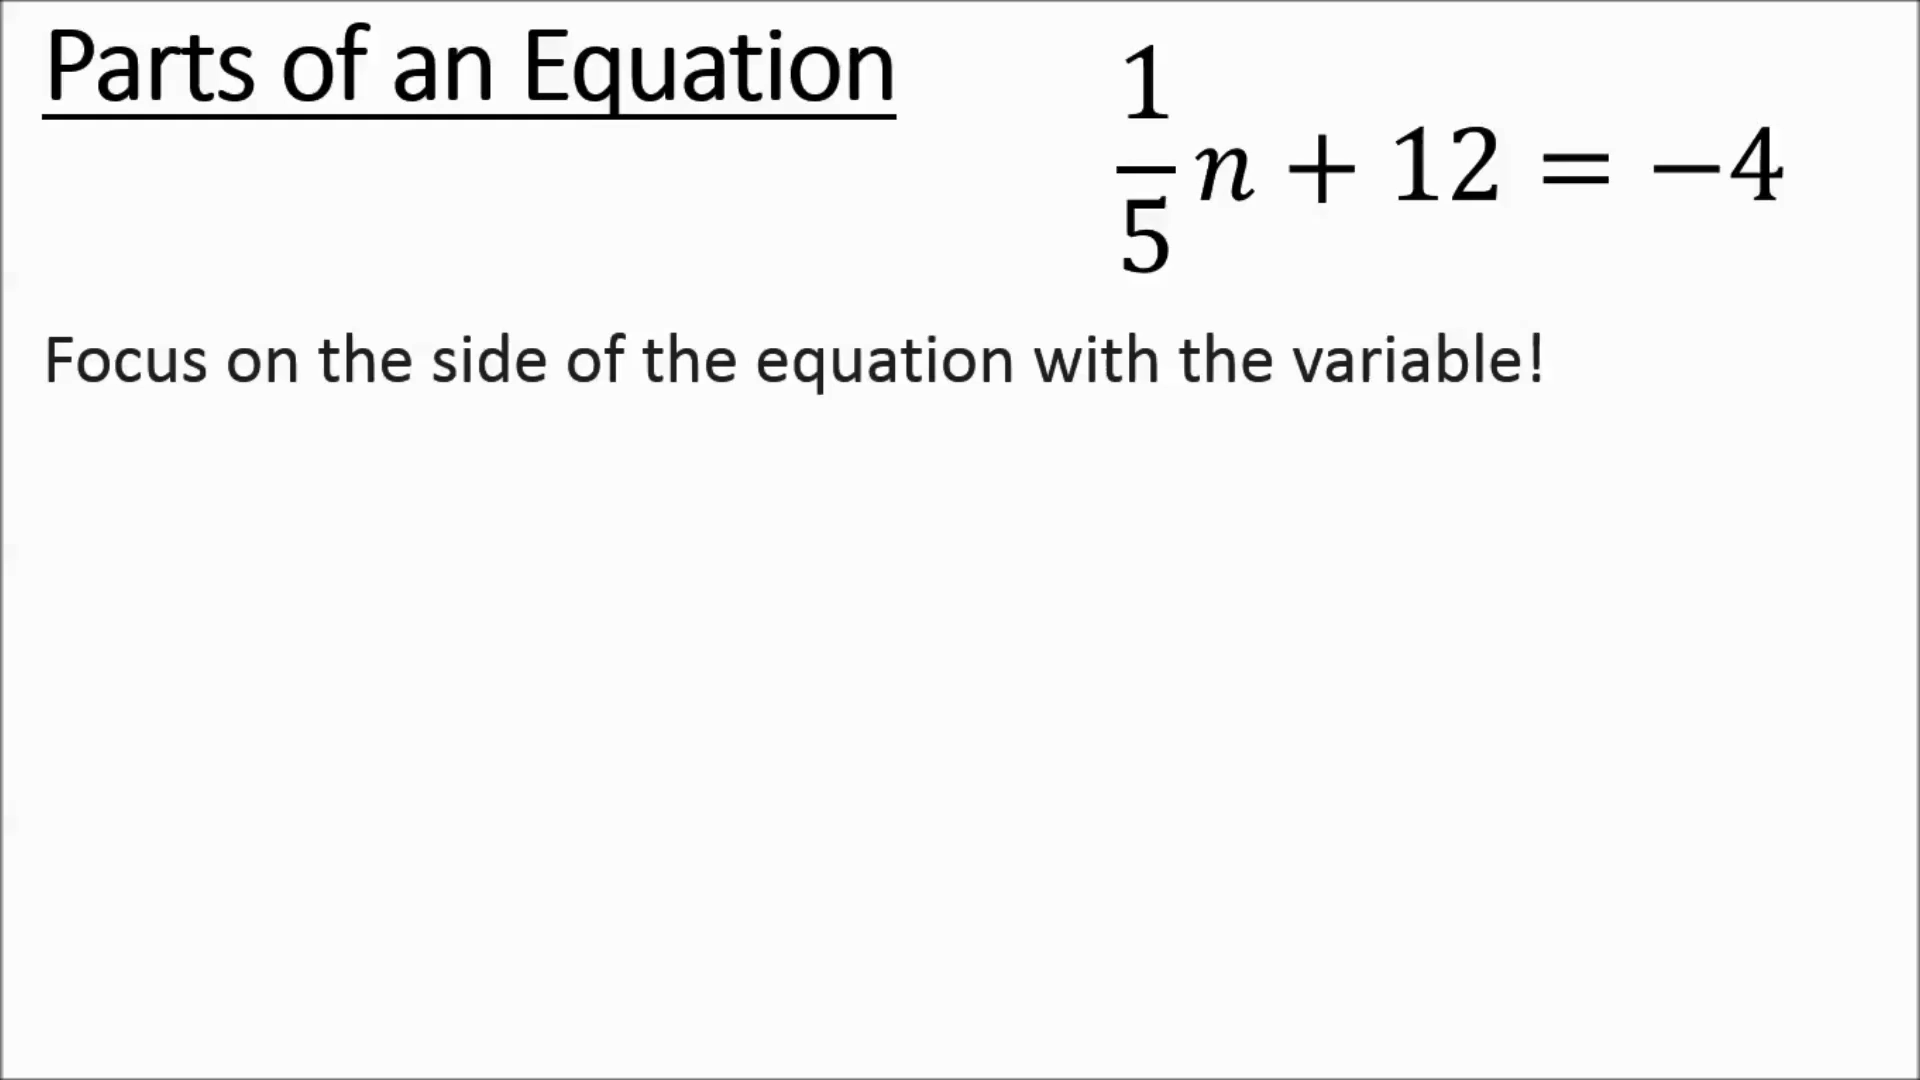 Parts of an Equation
1/5 n + 12 = −4
Focus on the side of the equation with the variable!